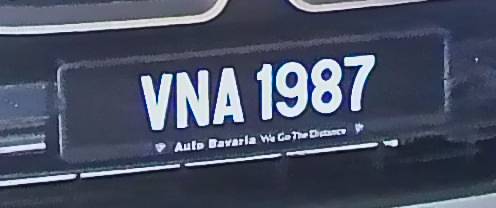 VNA 1987
Auto Bavaria We Go The Distance